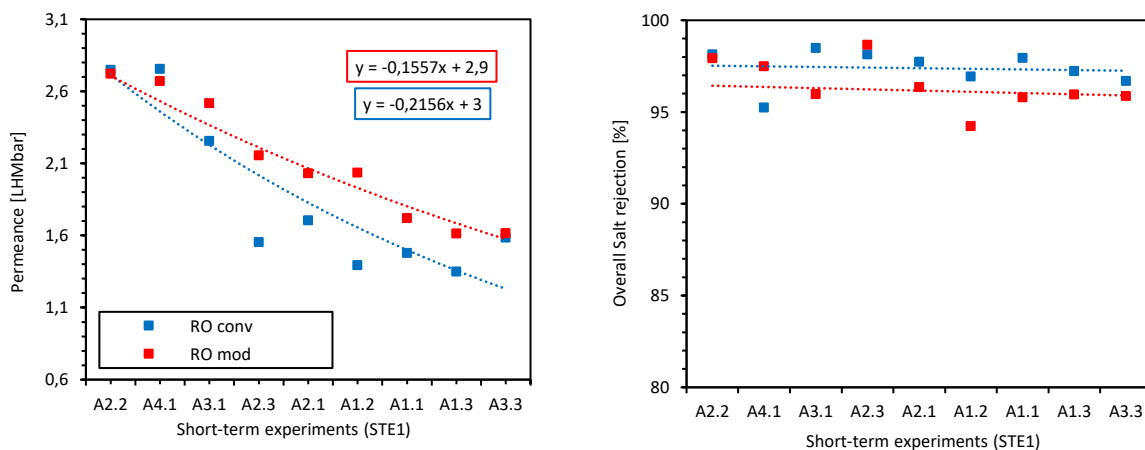 3,1
2,6
2,1
1,6
1,1
0,6
Permeance [LHMbar]
y = -0,1557x + 2,9
y = -0,2156x + 3
RO conv
RO mod
A2.2 A4.1 A3.1 A2.3 A2.1 A1.2 A1.1 A1.3 A3.3
Short-term experiments (STE1)
100
95
90
85
80
Overall Salt rejection [%]
A2.2 A4.1 A3.1 A2.3 A2.1 A1.2 A1.1 A1.3 A3.3
Short-term experiments (STE1)